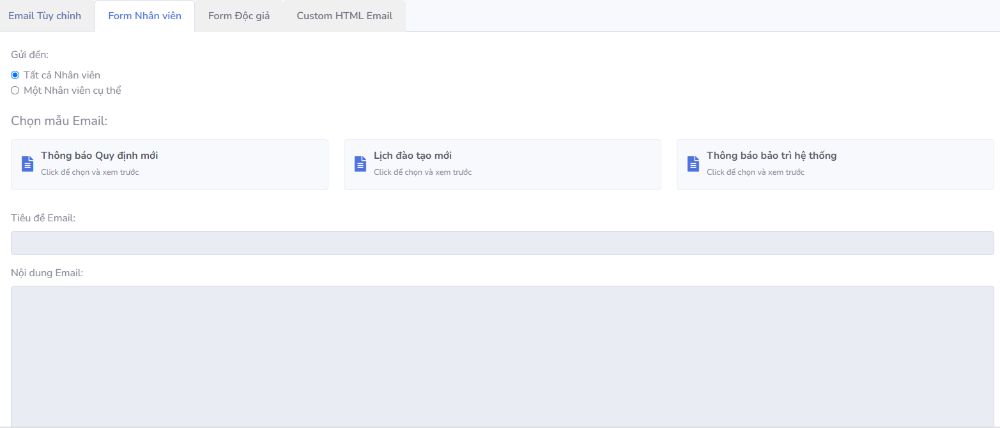 Email Tùy chỉnh
Form Nhân viên
Form Độc giả
Custom HTML Email
Gửi đến:
Tất cả Nhân viên
Một Nhân viên cụ thể
Chọn mẫu Email:
Thông báo Quy định mới
Click để chọn và xem trước
Lịch đào tạo mới
Click để chọn và xem trước
Thông báo bảo trì hệ thống
Click để chọn và xem trước
Tiêu đề Email:
Nội dung Email: